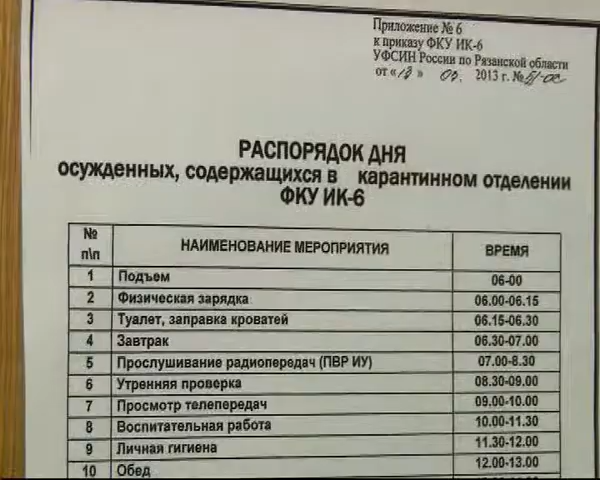 Приложение № 6
к приказу ФКУ ИК-6
УФСИН России по Рязанской области
от « » 2013 г. №
РАСПОРЯДОК ДНЯ
осужденных, содержащихся в карантинном отделении
ФКУ ИК-6
№ п\п НАИМЕНОВАНИЕ МЕРОПРИЯТИЯ ВРЕМЯ
1 Подъем 06-00
2 Физическая зарядка 06.00-06.15
3 Туалет, заправка кроватей 06.15-06.30
4 Завтрак 06.30-07.00
5 Прослушивание радиопередач (ПВР ИУ) 07.00-8.30
6 Утренняя проверка 08.30-09.00
7 Просмотр телепередач 09.00-10.00
8 Воспитательная работа 10.00-11.30
9 Личная гигиена 11.30-12.00
10 Обед 12.00-13.00